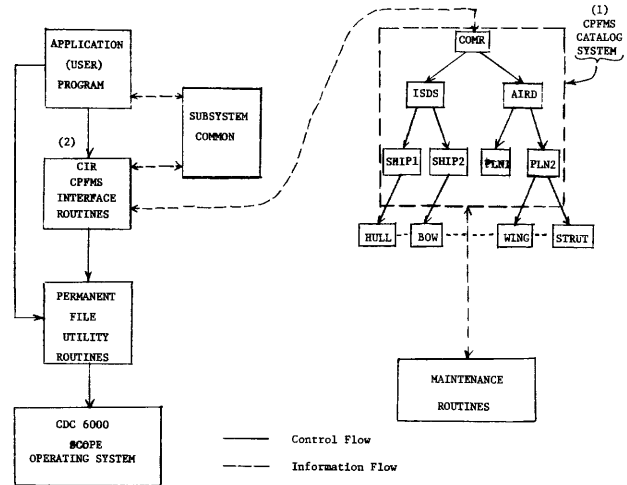 APPLICATION
(USER)
PROGRAM
SUBSYSTEM
COMMON
(2)
CIR
CPFMS
INTERFACE
ROUTINES
PERMANENT
FILE
UTILITY
ROUTINES
CDC 6000
SCOPE
OPERATING SYSTEM
(1)
CPFMS
CATALOG
SYSTEM
COMR
ISDS
AIRD
SHIP1
SHIP2
PLN1
PLN2
HULL
BOW
WING
STRUT
MAINTENANCE
ROUTINES
Control Flow
Information Flow